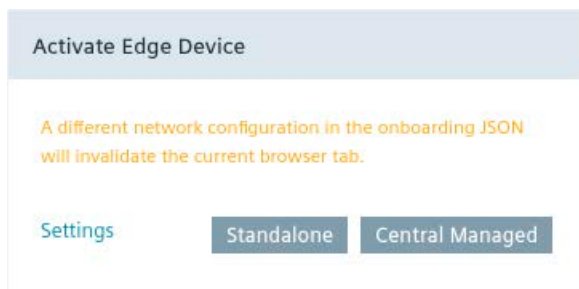 Activate Edge Device
A different network configuration in the onboarding JSON
will invalidate the current browser tab.
Settings Standalone Central Managed